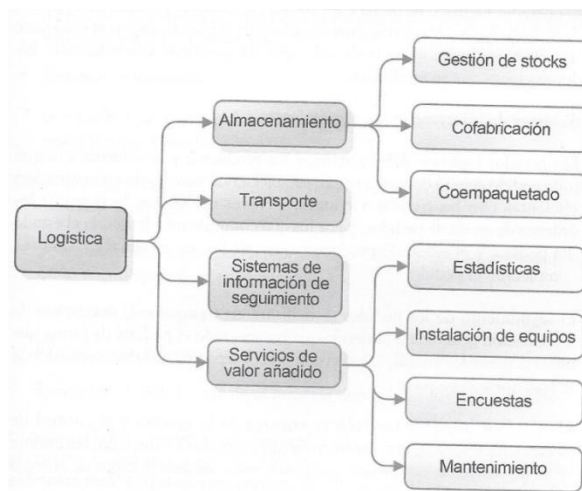 Gestión de stocks
Almacenamiento
Cofabricación
Coempaquetado
Transporte
Logística
Sistemas de
información de
seguimiento
Estadísticas
Instalación de equipos
Servicios de
valor añadido
Encuestas
Mantenimiento